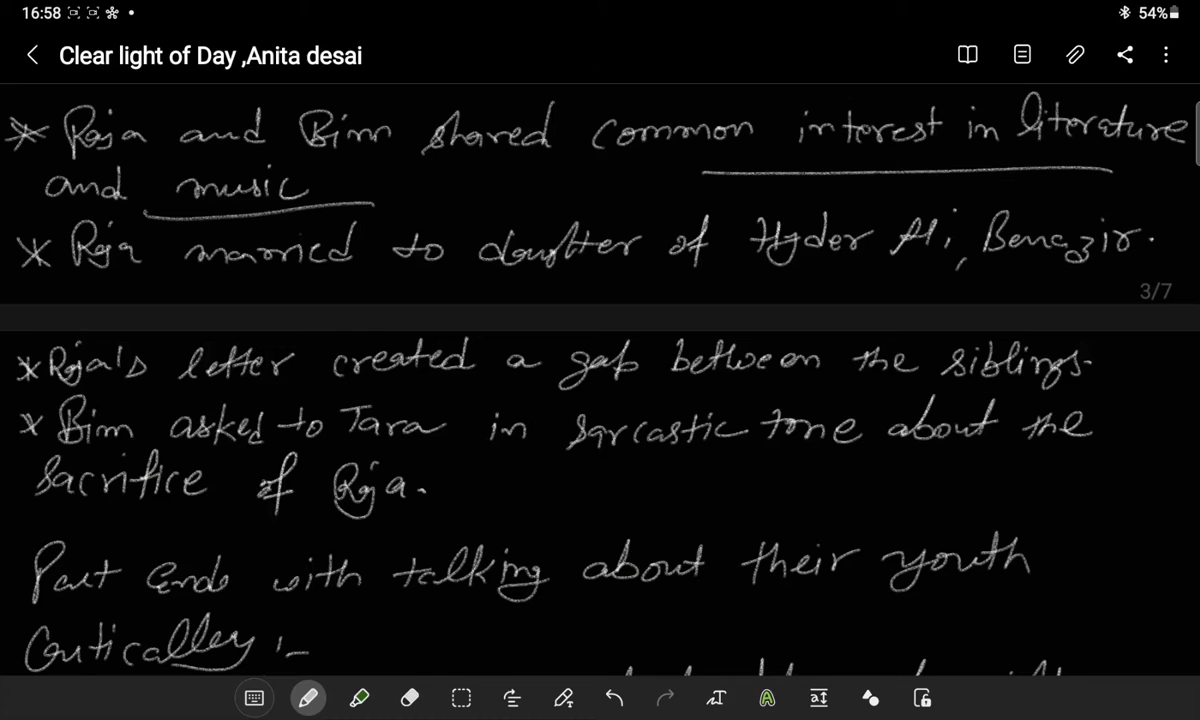 16:58 54%
Clear light of Day ,Anita desai
* Raja and Bim shared common interest in literature
and music
* Raja married to daughter of Hyder Ali, Benazir.
3/7
* Raja's letter created a gap between the siblings.
* Bim asked to Tara in sarcastic tone about the
sacrifice of Raja.
Part ends with talking about their youth
Critically :-